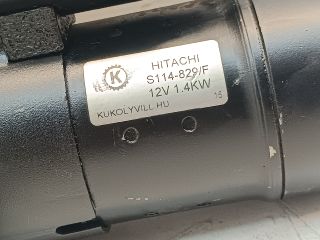 K
HITACHI
S114-829/F
12V 1.4KW
KUKOLYVILL.HU
15